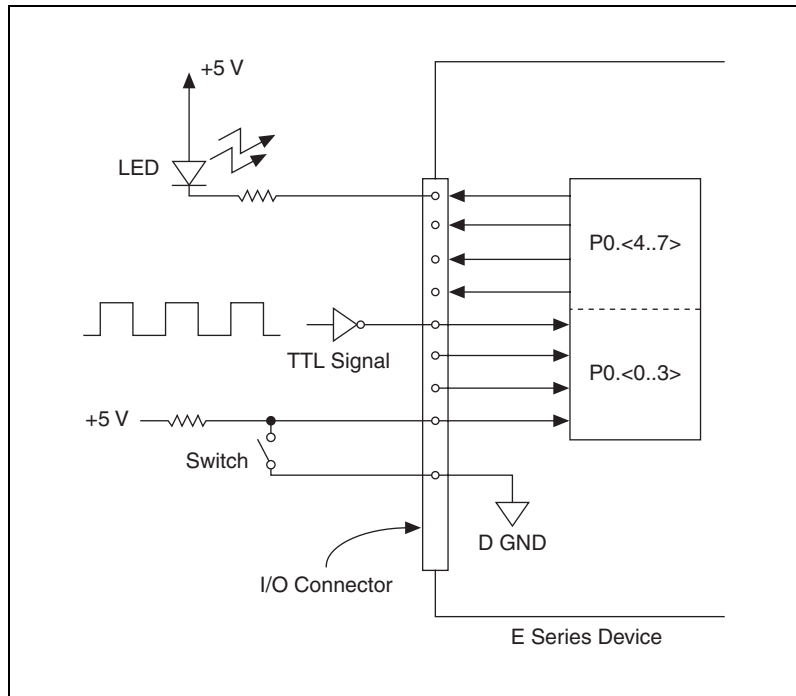 +5 V
LED
P0.<4..7>
TTL Signal
P0.<0..3>
+5 V
Switch
D GND
I/O Connector
E Series Device